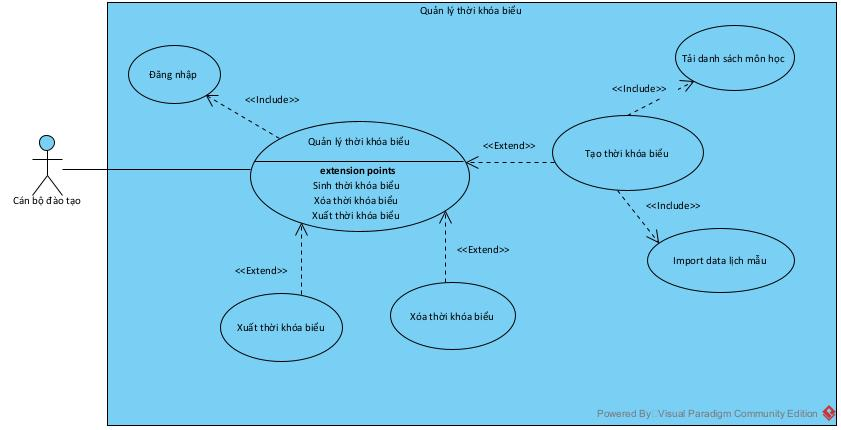 Quản lý thời khóa biểu
Đăng nhập
<<Include>>
Cán bộ đào tạo
Quản lý thời khóa biểu
extension points
Sinh thời khóa biểu
Xóa thời khóa biểu
Xuất thời khóa biểu
<<Extend>>
Tạo thời khóa biểu
<<Include>>
Tải danh sách môn học
<<Include>>
Import data lịch mẫu
<<Extend>>
Xuất thời khóa biểu
<<Extend>>
Xóa thời khóa biểu
Powered By Visual Paradigm Community Edition